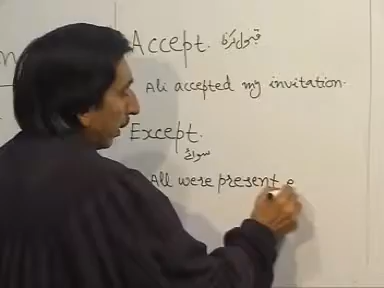 Accept. قبول کرنا
Ali accepted my invitation.
Except.
سوائے
All were present e